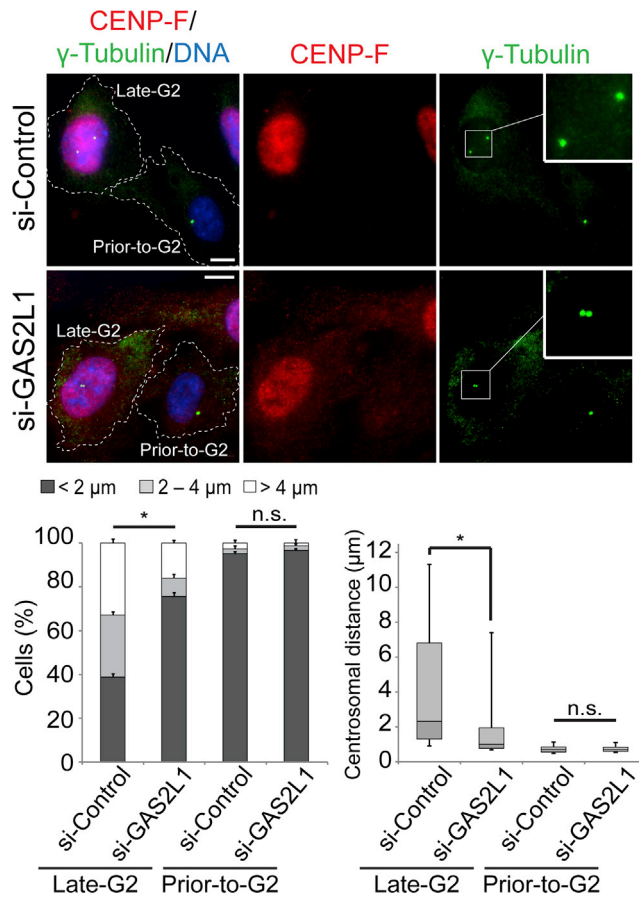 CENP-F/
γ-Tubulin/DNA
CENP-F
γ-Tubulin
si-Control
Late-G2
Prior-to-G2
si-GAS2L1
Late-G2
Prior-to-G2
< 2 µm
2 – 4 µm
> 4 µm
Cells (%)
100
80
60
40
20
0
*
n.s.
si-Control
si-GAS2L1
si-Control
si-GAS2L1
Late-G2
Prior-to-G2
Centrosomal distance (µm)
12
10
8
6
4
2
0
*
n.s.
si-Control
si-GAS2L1
si-Control
si-GAS2L1
Late-G2
Prior-to-G2